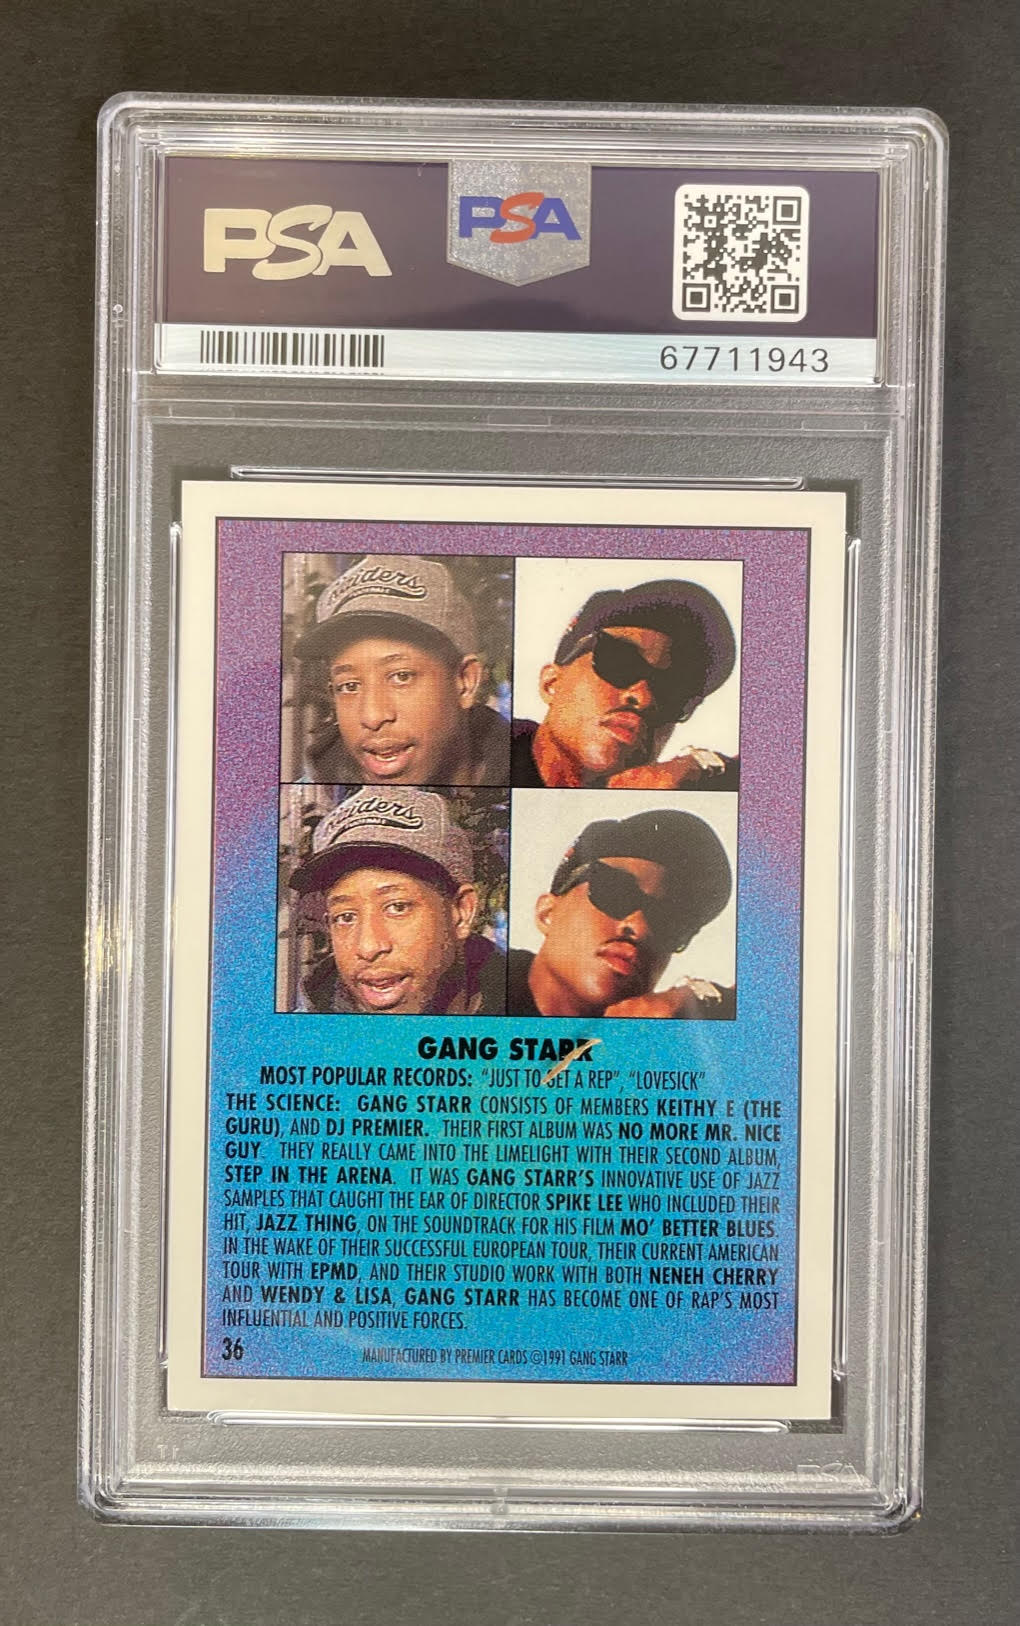 PSA
PSA
67711943
Raiders
Raiders
GANG STARR
MOST POPULAR RECORDS: "JUST TO GET A REP", "LOVESICK"
THE SCIENCE: GANG STARR CONSISTS OF MEMBERS KEITHY E (THE
GURU), AND DJ PREMIER. THEIR FIRST ALBUM WAS NO MORE MR. NICE
GUY THEY REALLY CAME INTO THE LIMELIGHT WITH THEIR SECOND ALBUM,
STEP IN THE ARENA. IT WAS GANG STARR'S INNOVATIVE USE OF JAZZ
SAMPLES THAT CAUGHT THE EAR OF DIRECTOR SPIKE LEE WHO INCLUDED THEIR
HIT, JAZZ THING, ON THE SOUNDTRACK FOR HIS FILM MO' BETTER BLUES.
IN THE WAKE OF THEIR SUCCESSFUL EUROPEAN TOUR, THEIR CURRENT AMERICAN
TOUR WITH EPMD, AND THEIR STUDIO WORK WITH BOTH NENEH CHERRY
AND WENDY & LISA, GANG STARR HAS BECOME ONE OF RAP'S MOST
INFLUENTIAL AND POSITIVE FORCES.
36
MANUFACTURED BY PREMIER CARDS ©1991 GANG STARR
PSA